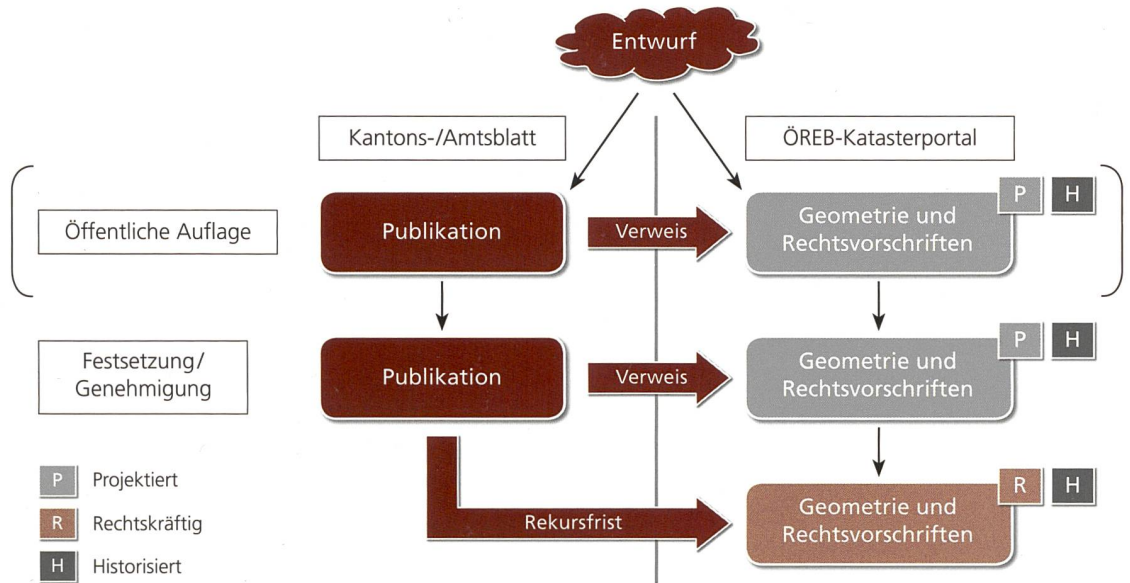 Entwurf
Kantons-/Amtsblatt
ÖREB-Katasterportal
Öffentliche Auflage
Publikation
Verweis
Geometrie und
Rechtsvorschriften
P
H
Festsetzung/
Genehmigung
Publikation
Verweis
Geometrie und
Rechtsvorschriften
P
H
Rekursfrist
Geometrie und
Rechtsvorschriften
R
H
P Projektiert
R Rechtskräftig
H Historisiert